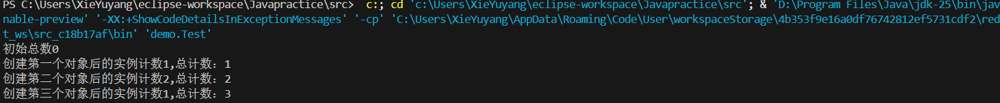 PS C:\Users\XieYuyang\eclipse-workspace\Javapractice\src>  c:; cd 'c:\Users\XieYuyang\eclipse-workspace\Javapractice\src'; & 'D:\Program Files\Java\jdk-25\bin\jav
nable-preview' '-XX:+ShowCodeDetailsInExceptionMessages' '-cp' 'C:\Users\XieYuyang\AppData\Roaming\Code\User\workspaceStorage\4b353f9e16a0df76742812ef5731cdf2\red
t_ws\src_c18b17af\bin' 'demo.Test'
初始总数0
创建第一个对象后的实例计数1,总计数：1
创建第二个对象后的实例计数2,总计数：2
创建第三个对象后的实例计数1,总计数：3